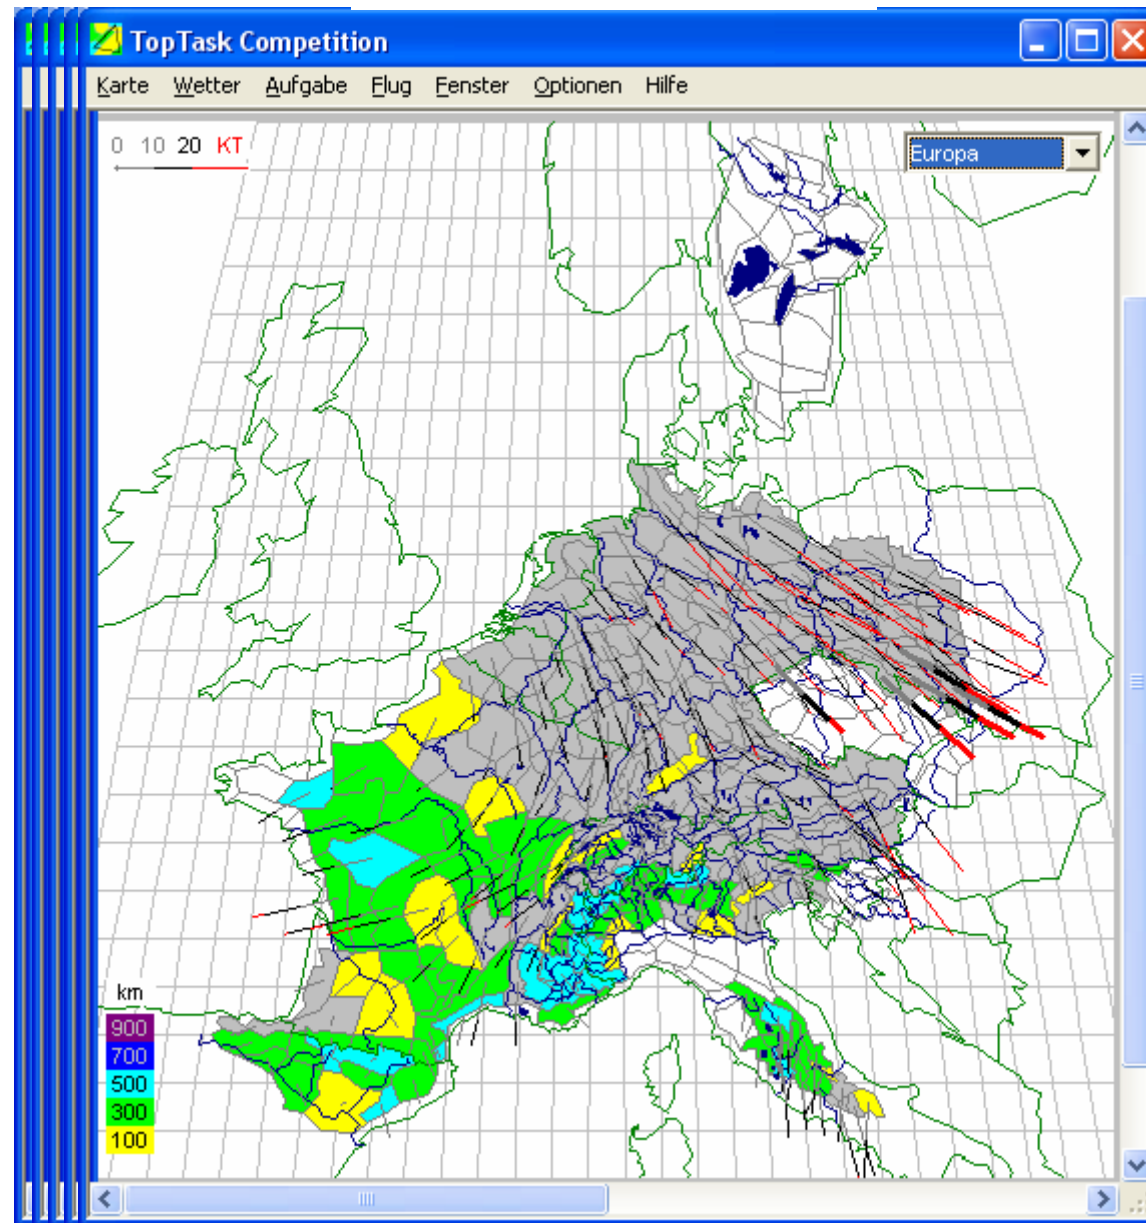 TopTask Competition
Karte Wetter Aufgabe Flug Fenster Optionen Hilfe
0 10 20 KT
Europa
km
900
700
500
300
100